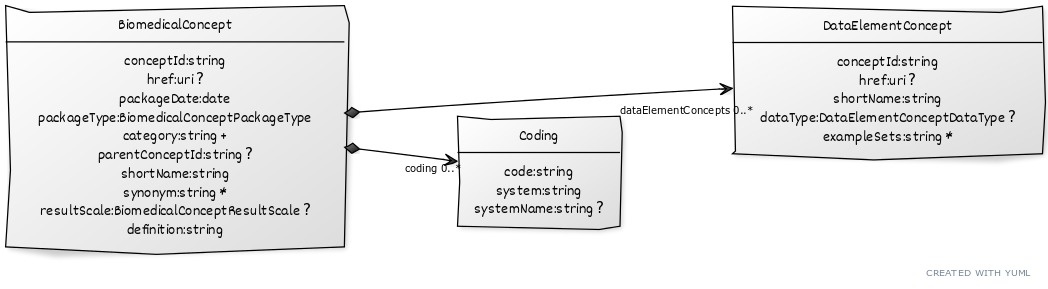 BiomedicalConcept
conceptId:string
href:uri ?
packageDate:date
packageType:BiomedicalConceptPackageType
category:string +
parentConceptId:string ?
shortName:string
synonym:string *
resultScale:BiomedicalConceptResultScale ?
definition:string
dataElementConcepts 0..*
coding 0..*
Coding
code:string
system:string
systemName:string ?
DataElementConcept
conceptId:string
href:uri ?
shortName:string
dataType:DataElementConceptDataType ?
exampleSets:string *
CREATED WITH YUML